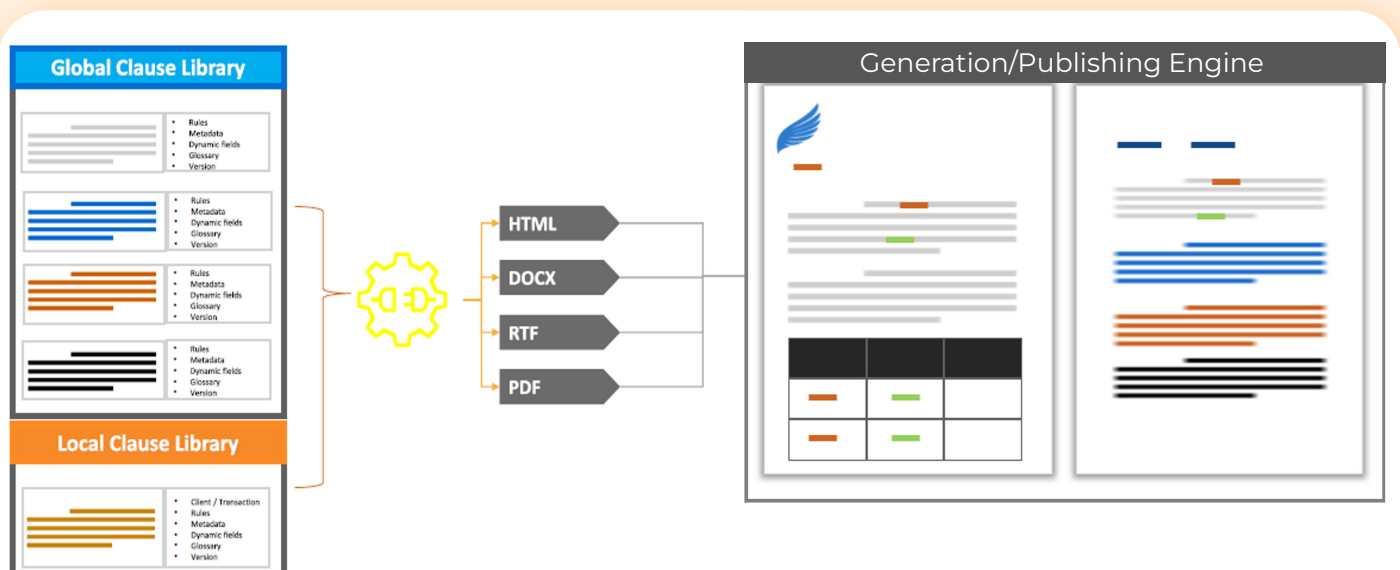 Global Clause Library
• Rules
• Metadata
• Dynamic fields
• Glossary
• Version
• Rules
• Metadata
• Dynamic fields
• Glossary
• Version
• Rules
• Metadata
• Dynamic fields
• Glossary
• Version
• Rules
• Metadata
• Dynamic fields
• Glossary
• Version
Local Clause Library
• Client / Transaction
• Rules
• Metadata
• Dynamic fields
• Glossary
• Version
HTML
DOCX
RTF
PDF
Generation/Publishing Engine